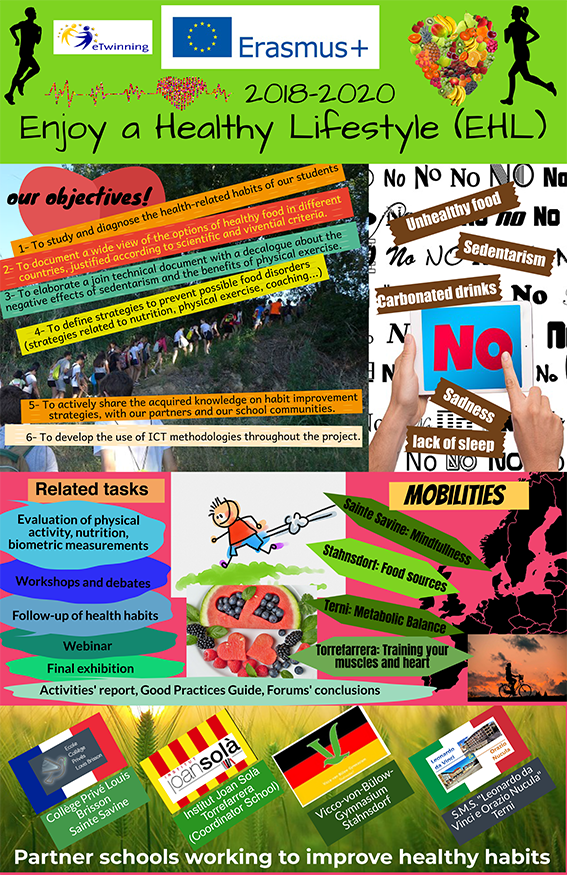 eTwinning
Erasmus+
2018-2020
Enjoy a Healthy Lifestyle (EHL)
our objectives!
1- To study and diagnose the health-related habits of our students
2- To document a wide view of the options of healthy food in different
countries, justified according to scientific and vivential criteria.
3- To elaborate a join technical document with a decalogue about the
negative effects of sedentarism and the benefits of physical exercise.
4- To define strategies to prevent possible food disorders
(strategies related to nutrition, physical exercise, coaching...)
5- To actively share the acquired knowledge on habit improvement
strategies, with our partners and our school communities.
6- To develop the use of ICT methodologies throughout the project.
No No No NO No
Unhealthy food
No
Sedentarism
No
Carbonated drinks
No
No
Sadness
lack of sleep
No NO NO No
Related tasks
Evaluation of physical
activity, nutrition,
biometric measurements
Workshops and debates
Follow-up of health habits
Webinar
Final exhibition
Activities' report, Good Practices Guide, Forums' conclusions
MOBILITIES
Sainte Savine: Mindfulness
Stahnsdorf: Food sources
Terni: Metabolic Balance
Torrefarrera: Training your
muscles and heart
Ecole
Collège
Privés
Louis Brisson
Collège Privé Louis
Brisson
Sainte Savine
INSTITUT
joansolà
Institut Joan Solà
Torrefarrera
(Coordinator School)
Vicco-von-Bülow-
Gymnasium
Stahnsdorf
Leonardo
da Vinci
Orazio
Nucula
S.M.S. "Leonardo da
Vinci e Orazio Nucula"
Terni
Partner schools working to improve healthy habits